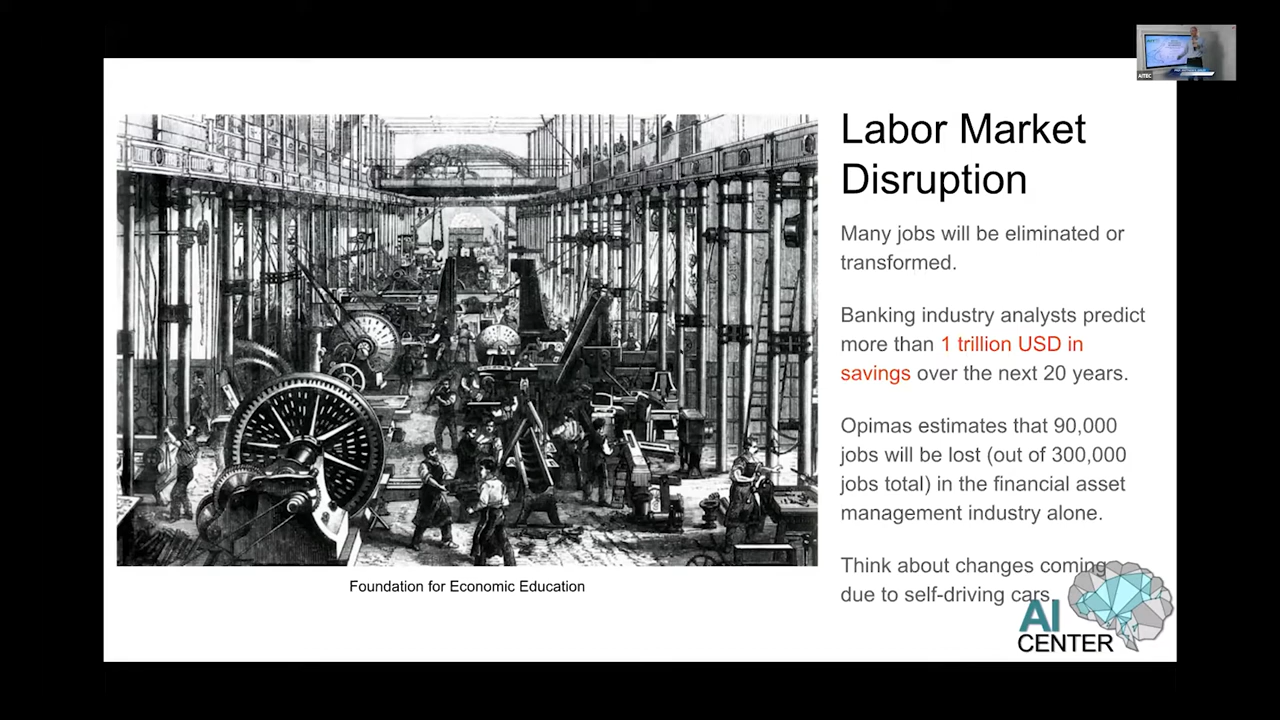 AITEC
Labor Market
Disruption
Many jobs will be eliminated or
transformed.
Banking industry analysts predict
more than 1 trillion USD in
savings over the next 20 years.
Opimas estimates that 90,000
jobs will be lost (out of 300,000
jobs total) in the financial asset
management industry alone.
Think about changes coming
due to self-driving cars.
Foundation for Economic Education
AI
CENTER